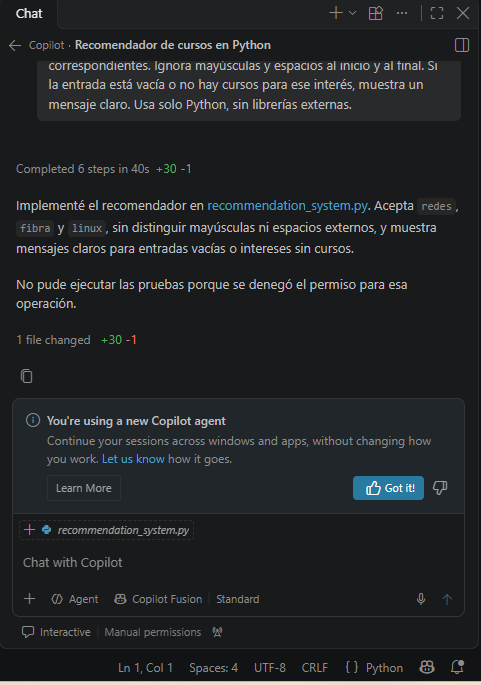 Chat
Copilot · Recomendador de cursos en Python
correspondientes. Ignora mayúsculas y espacios al inicio y al final. Si
la entrada está vacía o no hay cursos para ese interés, muestra un
mensaje claro. Usa solo Python, sin librerías externas.
Completed 6 steps in 40s +30 -1
Implementé el recomendador en recommendation_system.py. Acepta redes,
fibra y linux, sin distinguir mayúsculas ni espacios externos, y muestra
mensajes claros para entradas vacías o intereses sin cursos.
No pude ejecutar las pruebas porque se denegó el permiso para esa
operación.
1 file changed +30 -1
You're using a new Copilot agent
Continue your sessions across windows and apps, without changing how
you work. Let us know how it goes.
Learn More
Got it!
recommendation_system.py
Chat with Copilot
Agent
Copilot Fusion
Standard
Interactive
Manual permissions
Ln 1, Col 1
Spaces: 4
UTF-8
CRLF
{ } Python